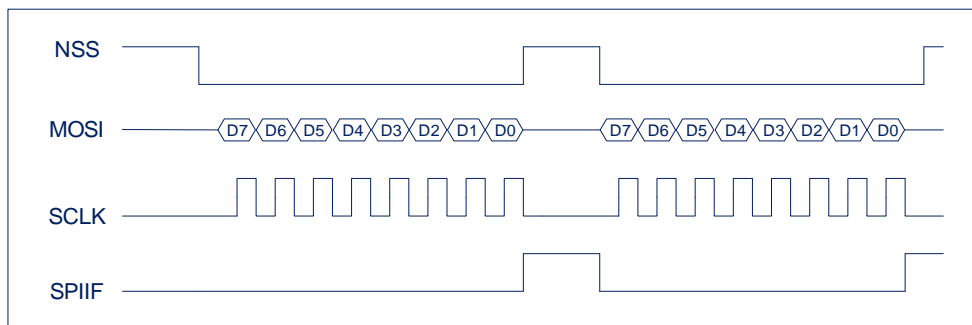 NSS
MOSI D7 D6 D5 D4 D3 D2 D1 D0 D7 D6 D5 D4 D3 D2 D1 D0
SCLK
SPIIF